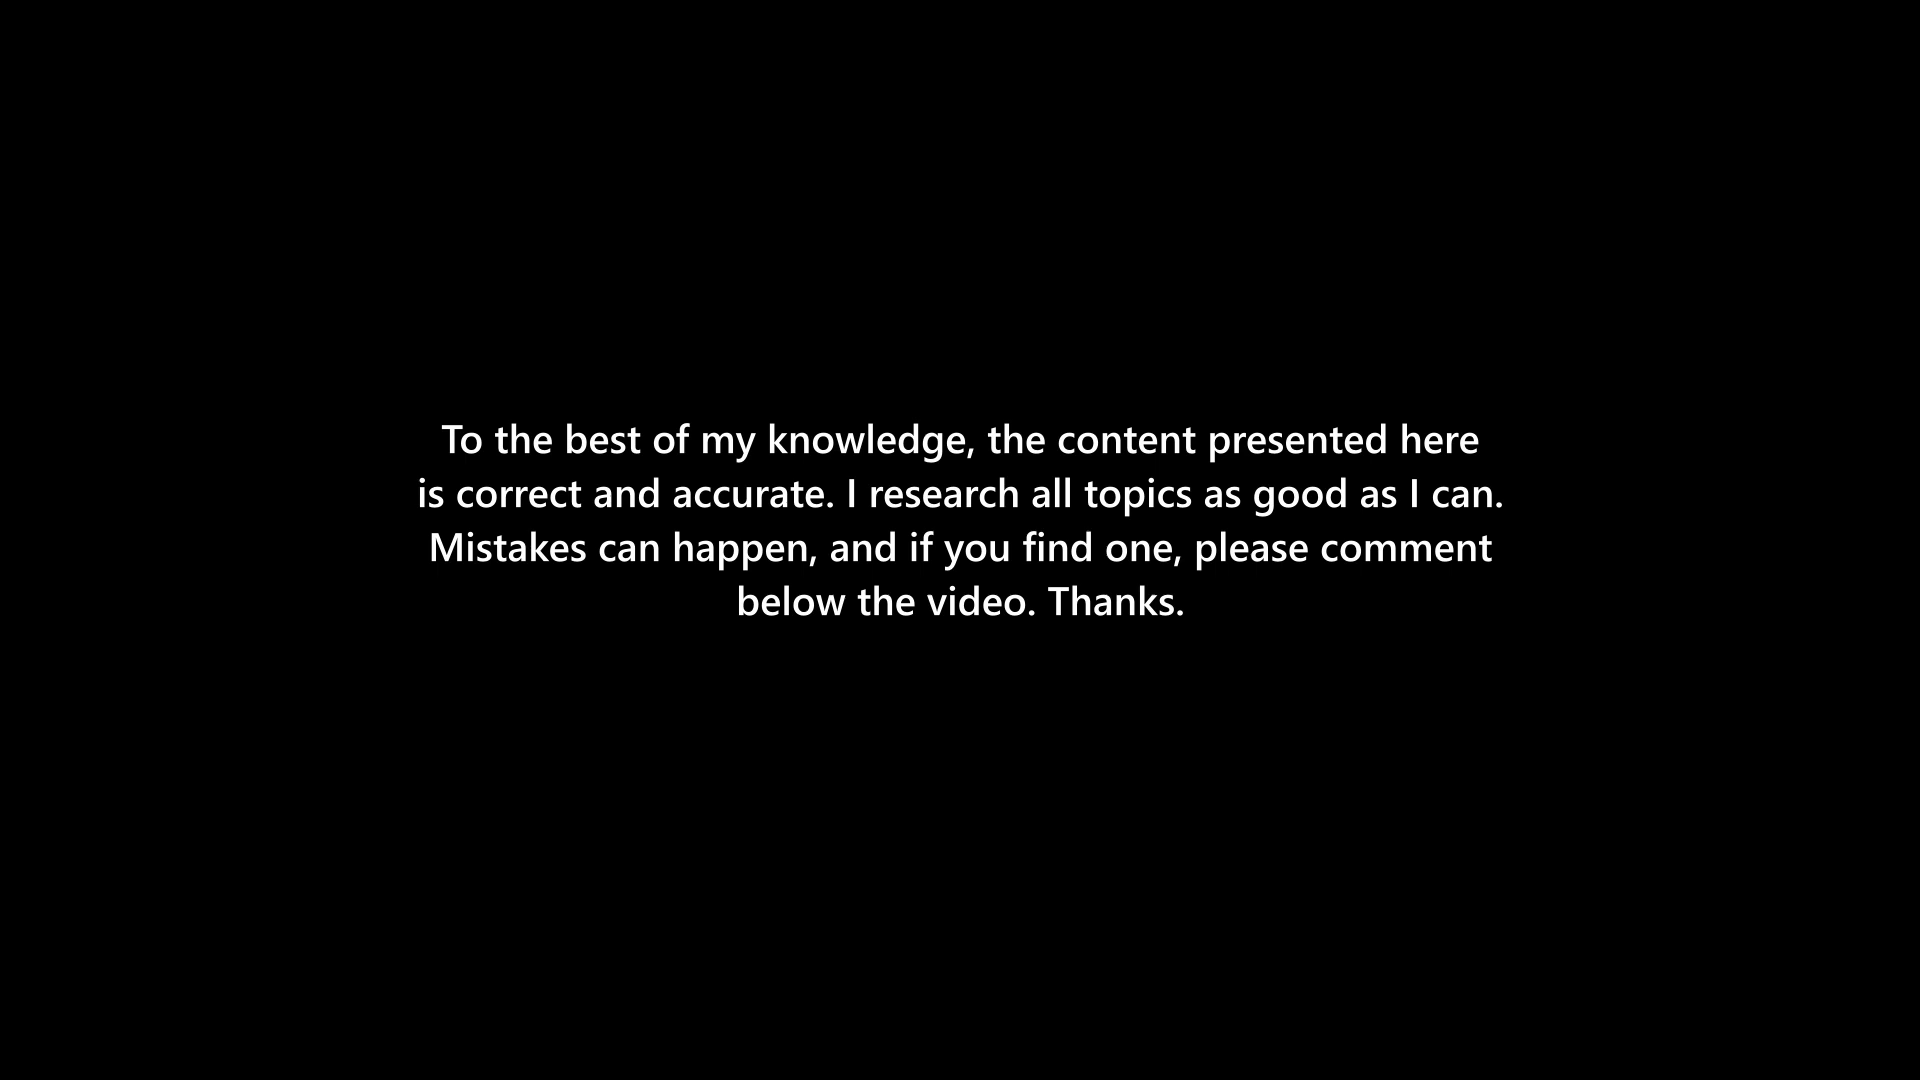 To the best of my knowledge, the content presented here
is correct and accurate. I research all topics as good as I can.
Mistakes can happen, and if you find one, please comment
below the video. Thanks.